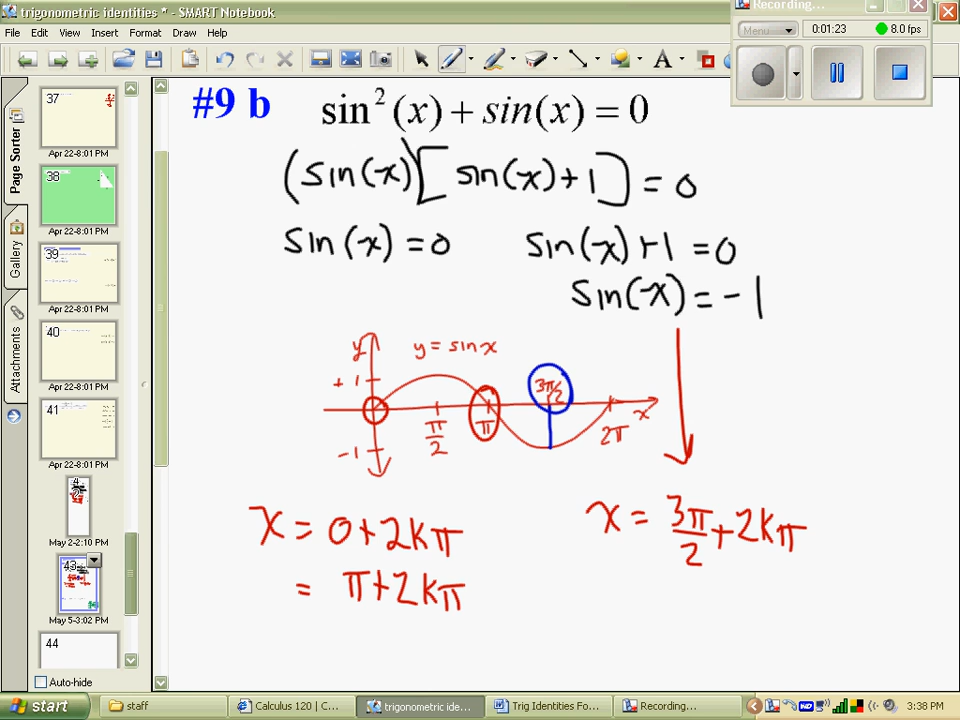 trigonometric identities * - SMART Notebook
Recording...
File Edit View Insert Format Draw Help
Menu
00:01:23
8.0 fps
A
Page Sorter
Gallery
Attachments
37
Apr 22-8:01 PM
38
Apr 22-8:01 PM
39
Apr 22-8:01 PM
40
Apr 22-8:01 PM
41
Apr 22-8:01 PM
May 2-2:10 PM
43
May 5-3:02 PM
44
Auto-hide
#9 b sin²(x) + sin(x) = 0
(sin(x))[sin(x)+1] = 0
sin(x) = 0 sin(x)+1 = 0
sin(x) = -1
y y = sin x
+1 3π/2
π/2 π 2π x
-1
x = 0+2kπ x = 3π/2 + 2kπ
= π+2kπ
start staff Calculus 120 | C... trigonometric ide... Trig Identities Fo... Recording... 3:38 PM